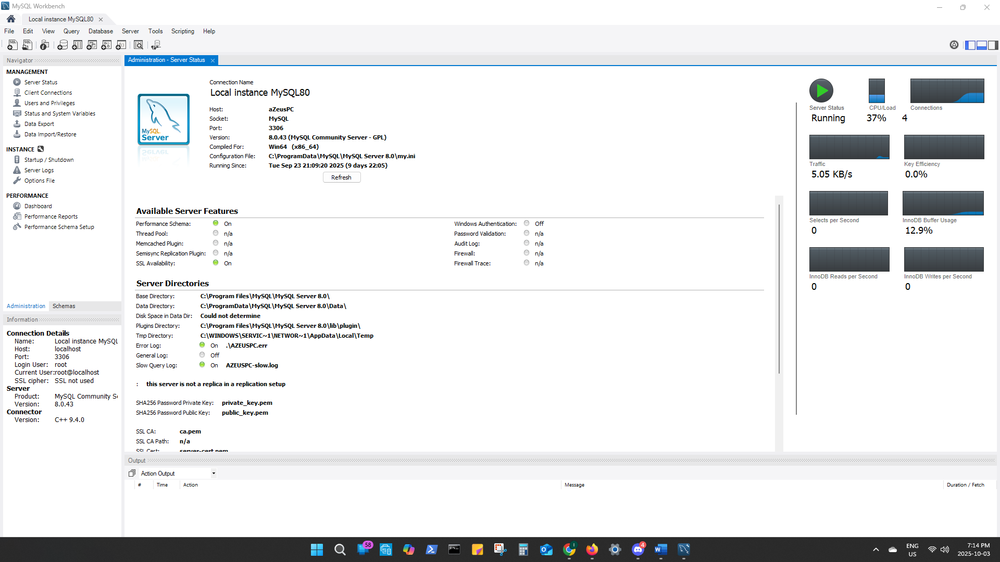 MySQL Workbench
Local instance MySQL80
File Edit View Query Database Server Tools Scripting Help
Navigator
MANAGEMENT
Server Status
Client Connections
Users and Privileges
Status and System Variables
Data Export
Data Import/Restore
INSTANCE
Startup / Shutdown
Server Logs
Options File
PERFORMANCE
Dashboard
Performance Reports
Performance Schema Setup
Administration Schemas
Information
Connection Details
Name: Local instance MySQL
Host: localhost
Port: 3306
Login User: root
Current User: root@localhost
SSL cipher: SSL not used
Server
Product: MySQL Community Se
Version: 8.0.43
Connector
Version: C++ 9.4.0
Administration - Server Status
MySQL
Server
Connection Name
Local instance MySQL80
Host: aZeusPC
Socket: MySQL
Port: 3306
Version: 8.0.43 (MySQL Community Server - GPL)
Compiled For: Win64 (x86_64)
Configuration File: C:\ProgramData\MySQL\MySQL Server 8.0\my.ini
Running Since: Tue Sep 23 21:09:20 2025 (9 days 22:05)
Refresh
Available Server Features
Performance Schema: On Windows Authentication: Off
Thread Pool: n/a Password Validation: n/a
Memcached Plugin: n/a Audit Log: n/a
Semisync Replication Plugin: n/a Firewall: n/a
SSL Availability: On Firewall Trace: n/a
Server Directories
Base Directory: C:\Program Files\MySQL\MySQL Server 8.0\
Data Directory: C:\ProgramData\MySQL\MySQL Server 8.0\Data\
Disk Space in Data Dir: Could not determine
Plugins Directory: C:\Program Files\MySQL\MySQL Server 8.0\lib\plugin\
Tmp Directory: C:\WINDOWS\SERVIC~1\NETWOR~1\AppData\Local\Temp
Error Log: On .\AZEUSPC.err
General Log: Off
Slow Query Log: On AZEUSPC-slow.log
: this server is not a replica in a replication setup
SHA256 Password Private Key: private_key.pem
SHA256 Password Public Key: public_key.pem
SSL CA: ca.pem
SSL CA Path: n/a
SSL Cert: server-cert.pem
Server Status CPU/Load Connections
Running 37% 4
Traffic Key Efficiency
5.05 KB/s 0.0%
Selects per Second InnoDB Buffer Usage
0 12.9%
InnoDB Reads per Second InnoDB Writes per Second
0 0
Output
Action Output
# Time Action Message Duration / Fetch
58
4
ENG
US
7:14 PM
2025-10-03